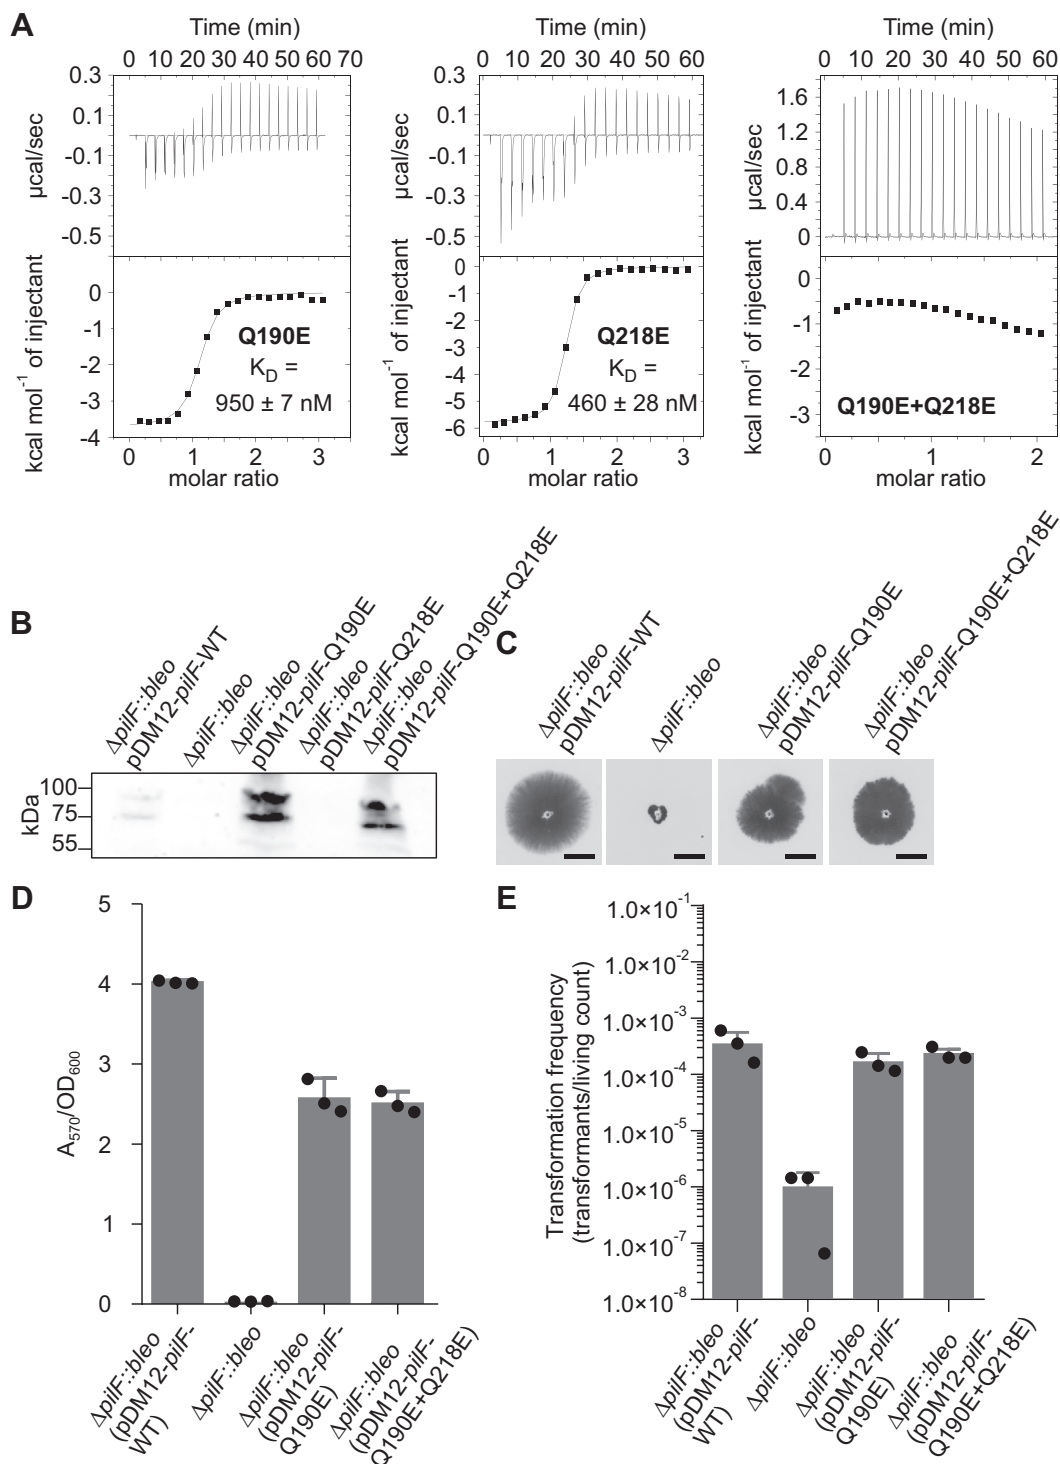 A
Time (min)
Time (min)
Time (min)
0 10 20 30 40 50 60 70
0 10 20 30 40 50 60
0 10 20 30 40 50 60
0.3
0.1
-0.1
-0.3
-0.5
µcal/sec
0.3
0.1
-0.1
-0.3
-0.5
µcal/sec
1.6
1.2
0.8
0.4
0
µcal/sec
0
-1
-2
-3
-4
kcal mol-1 of injectant
Q190E
KD =
950 ± 7 nM
0 1 2 3
molar ratio
0
-1
-2
-3
-4
-5
-6
kcal mol-1 of injectant
Q218E
KD =
460 ± 28 nM
0 1 2 3
molar ratio
0
-1
-2
-3
kcal mol-1 of injectant
Q190E+Q218E
0 1 2
molar ratio
B
ΔpilF::bleo
pDM12-pilF-WT
ΔpilF::bleo
ΔpilF::bleo
pDM12-pilF-Q190E
ΔpilF::bleo
pDM12-pilF-Q218E
ΔpilF::bleo
pDM12-pilF-Q190E+Q218E
kDa
100
75
55
C
ΔpilF::bleo
pDM12-pilF-WT
ΔpilF::bleo
ΔpilF::bleo
pDM12-pilF-Q190E
ΔpilF::bleo
pDM12-pilF-Q190E+Q218E
D
5
4
3
2
1
0
A570/OD600
ΔpilF::bleo
(pDM12-pilF-
WT)
ΔpilF::bleo
ΔpilF::bleo
(pDM12-pilF-
Q190E)
ΔpilF::bleo
(pDM12-pilF-
Q190E+Q218E)
E
1.0×10-1
1.0×10-2
1.0×10-3
1.0×10-4
1.0×10-5
1.0×10-6
1.0×10-7
1.0×10-8
Transformation frequency
(transformants/living count)
ΔpilF::bleo
(pDM12-pilF-
WT)
ΔpilF::bleo
ΔpilF::bleo
(pDM12-pilF-
Q190E)
ΔpilF::bleo
(pDM12-pilF-
Q190E+Q218E)